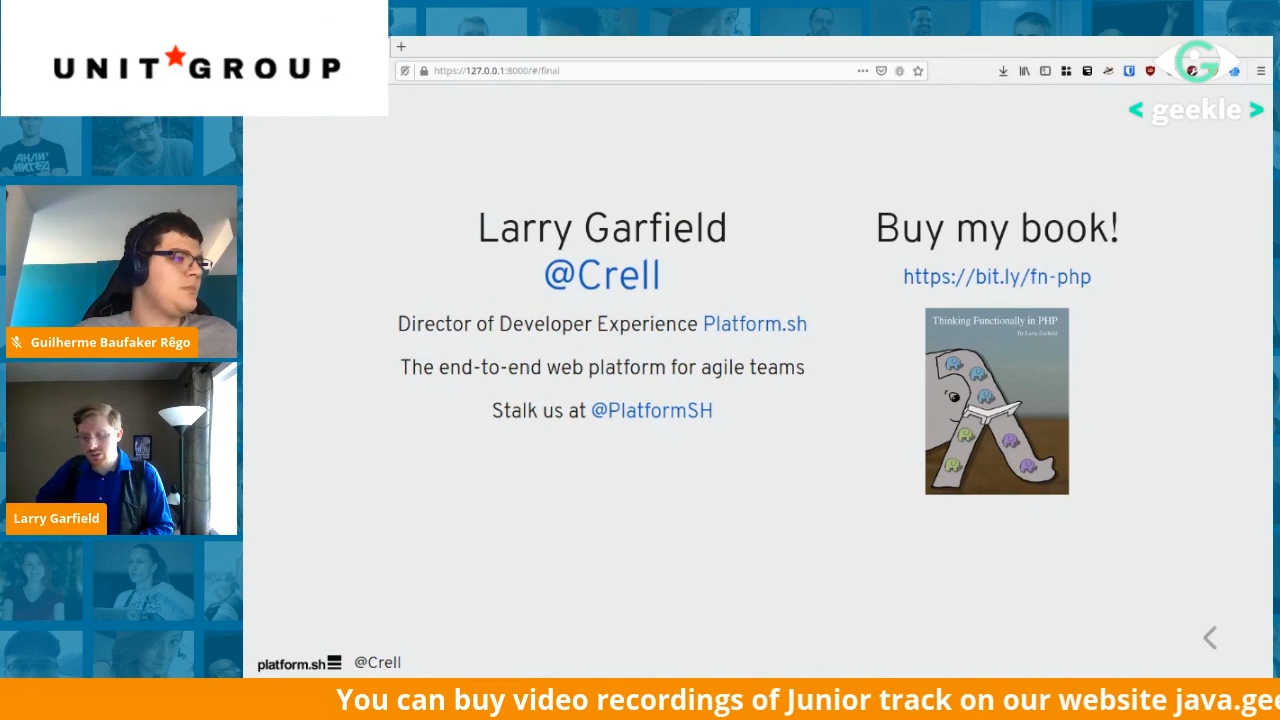 UNIT★GROUP
+
https://127.0.0.1:8000/#/final
< geekle >
Larry Garfield
@Crell
Director of Developer Experience Platform.sh
The end-to-end web platform for agile teams
Stalk us at @PlatformSH
Buy my book!
https://bit.ly/fn-php
Thinking Functionally in PHP
By Larry Garfield
АНЛИ'
МИТЕД
Guilherme Baufaker Rêgo
Larry Garfield
platform.sh @Crell
You can buy video recordings of Junior track on our website java.gee